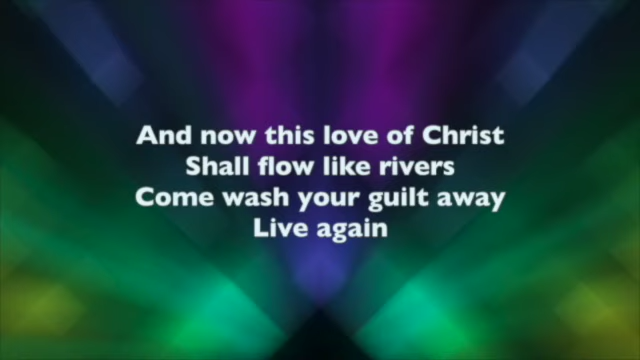 And now this love of Christ
Shall flow like rivers
Come wash your guilt away
Live again